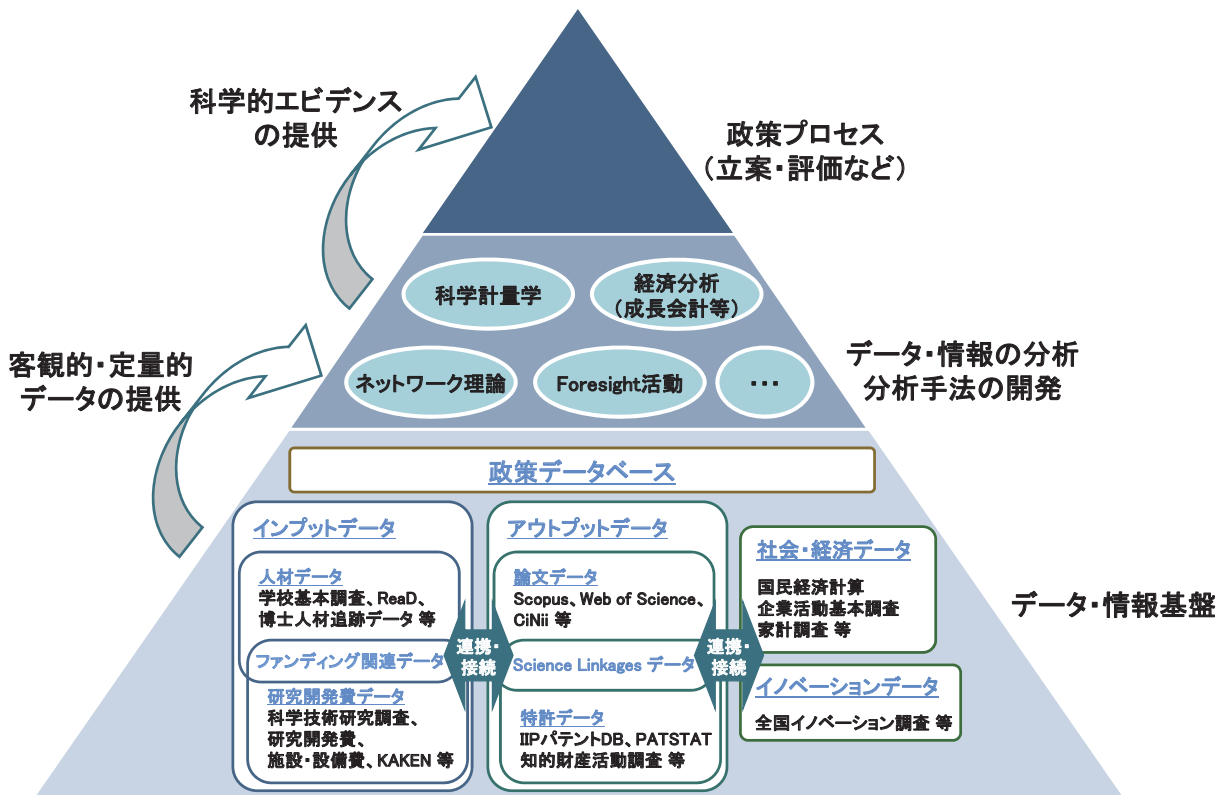 科学的エビデンス
の提供
政策プロセス
（立案・評価など）
科学計量学
経済分析
（成長会計等）
客観的・定量的
データの提供
ネットワーク理論
Foresight活動
…
データ・情報の分析
分析手法の開発
政策データベース
インプットデータ
人材データ
学校基本調査、ReaD、
博士人材追跡データ 等
ファンディング関連データ
研究開発費データ
科学技術研究調査、
研究開発費、
施設・設備費、KAKEN 等
連携・
接続
アウトプットデータ
論文データ
Scopus、Web of Science、
CiNii 等
Science Linkages データ
特許データ
IIPパテントDB、PATSTAT
知的財産活動調査 等
連携・
接続
社会・経済データ
国民経済計算
企業活動基本調査
家計調査 等
イノベーションデータ
全国イノベーション調査 等
データ・情報基盤